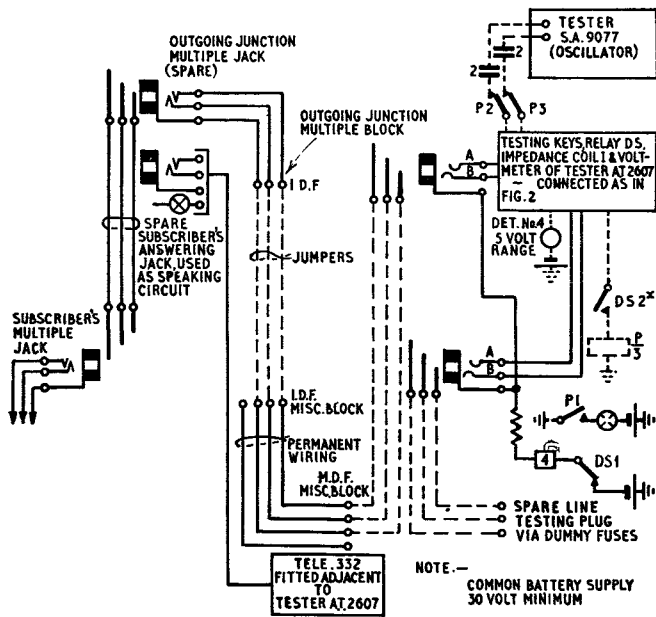 OUTGOING JUNCTION
MULTIPLE JACK
(SPARE)
TESTER
S.A. 9077
(OSCILLATOR)
2
2
P2
P3
OUTGOING JUNCTION
MULTIPLE BLOCK
I D.F
TESTING KEYS, RELAY DS,
IMPEDANCE COIL I & VOLT-
METER OF TESTER AT 2607
~ CONNECTED AS IN
FIG. 2
A
B
DET. No.4
5 VOLT
RANGE
SPARE
SUBSCRIBER'S
ANSWERING
JACK, USED
AS SPEAKING
CIRCUIT
JUMPERS
DS2x
P
3
SUBSCRIBER'S
MULTIPLE
JACK
A
B
I.D.F.
MISC. BLOCK
P1
PERMANENT
WIRING
4
DS1
M.D.F.
MISC. BLOCK
SPARE LINE
TESTING PLUG
VIA DUMMY FUSES
TELE. 332
FITTED ADJACENT
TO
TESTER AT. 2607
NOTE.—
COMMON BATTERY SUPPLY
30 VOLT MINIMUM